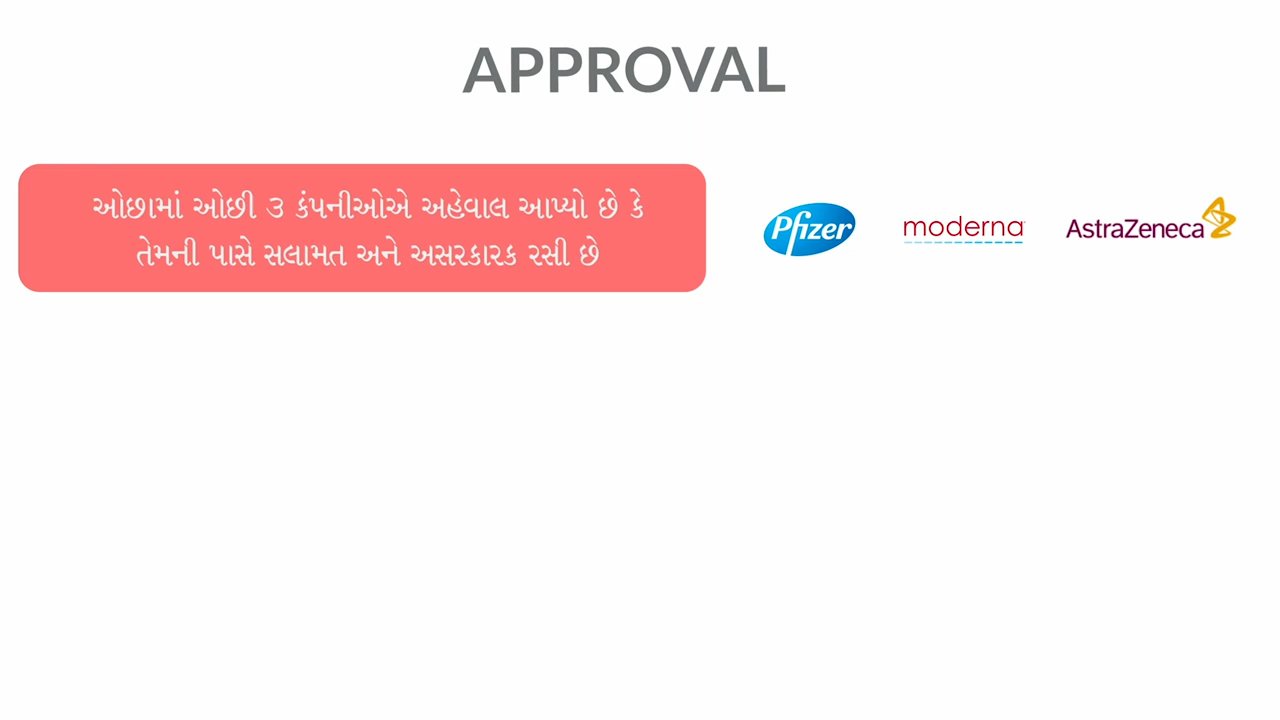 APPROVAL
ઓછામાં ઓછી ૩ કંપનીઓએ અહેવાલ આપ્યો છે કે
તેમની પાસે સલામત અને અસરકારક રસી છે
Pfizer
moderna
AstraZeneca